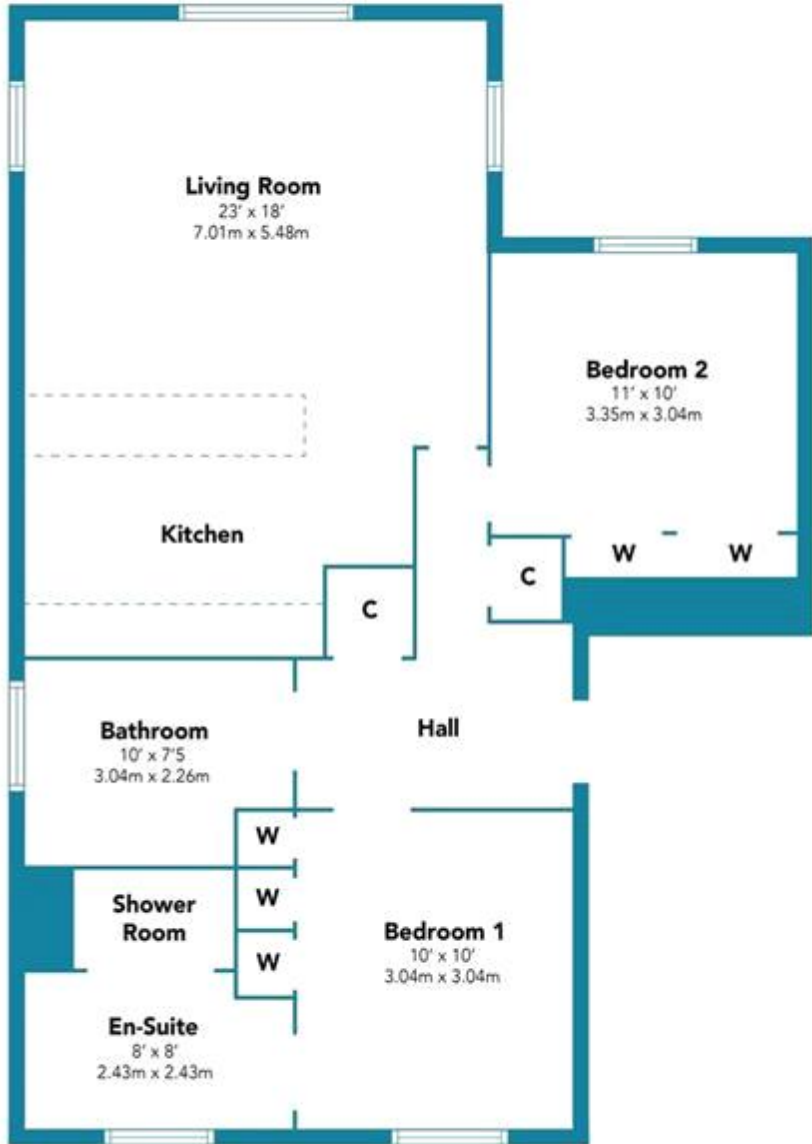 Living Room
23' x 18'
7.01m x 5.48m
Bedroom 2
11' x 10'
3.35m x 3.04m
Kitchen
W
W
C
C
Bathroom
10' x 7'5
3.04m x 2.26m
Hall
W
W
W
Shower
Room
Bedroom 1
10' x 10'
3.04m x 3.04m
En-Suite
8' x 8'
2.43m x 2.43m